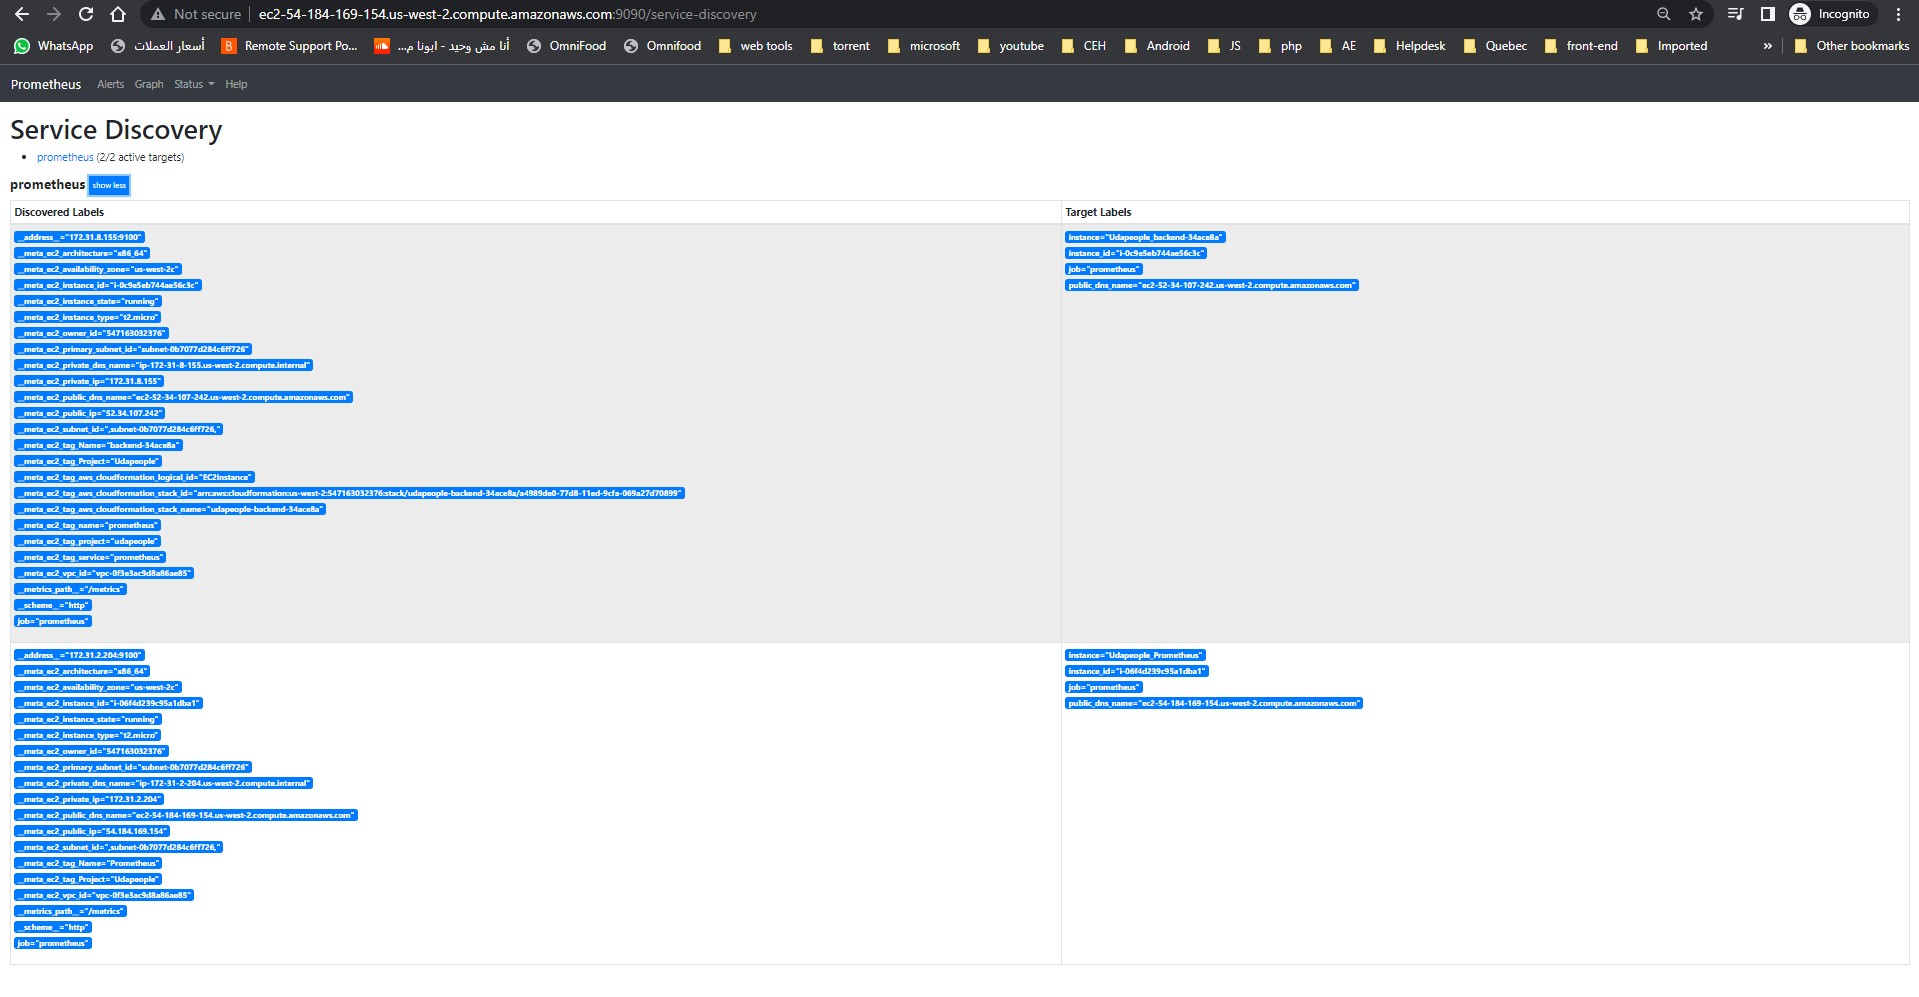 Not secure | ec2-54-184-169-154.us-west-2.compute.amazonaws.com:9090/service-discovery Incognito
WhatsApp أسعار العملات Remote Support Po... أنا مش وحيد - ابونا م... OmniFood Omnifood web tools torrent microsoft youtube CEH Android JS php AE Helpdesk Quebec front-end Imported » Other bookmarks
Prometheus Alerts Graph Status Help
Service Discovery
• prometheus (2/2 active targets)
prometheus show less
Discovered Labels Target Labels
__address__="172.31.8.155:9100" instance="Udapeople_backend-34ace8a"
__meta_ec2_architecture="x86_64" instance_id="i-0c9e5eb744ae56c3c"
__meta_ec2_availability_zone="us-west-2c" job="prometheus"
__meta_ec2_instance_id="i-0c9e5eb744ae56c3c" public_dns_name="ec2-52-34-107-242.us-west-2.compute.amazonaws.com"
__meta_ec2_instance_state="running"
__meta_ec2_instance_type="t2.micro"
__meta_ec2_owner_id="547163032376"
__meta_ec2_primary_subnet_id="subnet-0b7077d284c6ff726"
__meta_ec2_private_dns_name="ip-172-31-8-155.us-west-2.compute.internal"
__meta_ec2_private_ip="172.31.8.155"
__meta_ec2_public_dns_name="ec2-52-34-107-242.us-west-2.compute.amazonaws.com"
__meta_ec2_public_ip="52.34.107.242"
__meta_ec2_subnet_id=",subnet-0b7077d284c6ff726,"
__meta_ec2_tag_Name="backend-34ace8a"
__meta_ec2_tag_Project="Udapeople"
__meta_ec2_tag_aws_cloudformation_logical_id="EC2Instance"
__meta_ec2_tag_aws_cloudformation_stack_id="arn:aws:cloudformation:us-west-2:547163032376:stack/udapeople-backend-34ace8a/a4989de0-77d8-11ed-9cfa-069a27d70899"
__meta_ec2_tag_aws_cloudformation_stack_name="udapeople-backend-34ace8a"
__meta_ec2_tag_name="prometheus"
__meta_ec2_tag_project="udapeople"
__meta_ec2_tag_service="prometheus"
__meta_ec2_vpc_id="vpc-0f3e3ac9d8a86ae85"
__metrics_path__="/metrics"
__scheme__="http"
job="prometheus"
__address__="172.31.2.204:9100" instance="Udapeople_Prometheus"
__meta_ec2_architecture="x86_64" instance_id="i-06f4d239c95a1dba1"
__meta_ec2_availability_zone="us-west-2c" job="prometheus"
__meta_ec2_instance_id="i-06f4d239c95a1dba1" public_dns_name="ec2-54-184-169-154.us-west-2.compute.amazonaws.com"
__meta_ec2_instance_state="running"
__meta_ec2_instance_type="t2.micro"
__meta_ec2_owner_id="547163032376"
__meta_ec2_primary_subnet_id="subnet-0b7077d284c6ff726"
__meta_ec2_private_dns_name="ip-172-31-2-204.us-west-2.compute.internal"
__meta_ec2_private_ip="172.31.2.204"
__meta_ec2_public_dns_name="ec2-54-184-169-154.us-west-2.compute.amazonaws.com"
__meta_ec2_public_ip="54.184.169.154"
__meta_ec2_subnet_id=",subnet-0b7077d284c6ff726,"
__meta_ec2_tag_Name="Prometheus"
__meta_ec2_tag_Project="Udapeople"
__meta_ec2_vpc_id="vpc-0f3e3ac9d8a86ae85"
__metrics_path__="/metrics"
__scheme__="http"
job="prometheus"